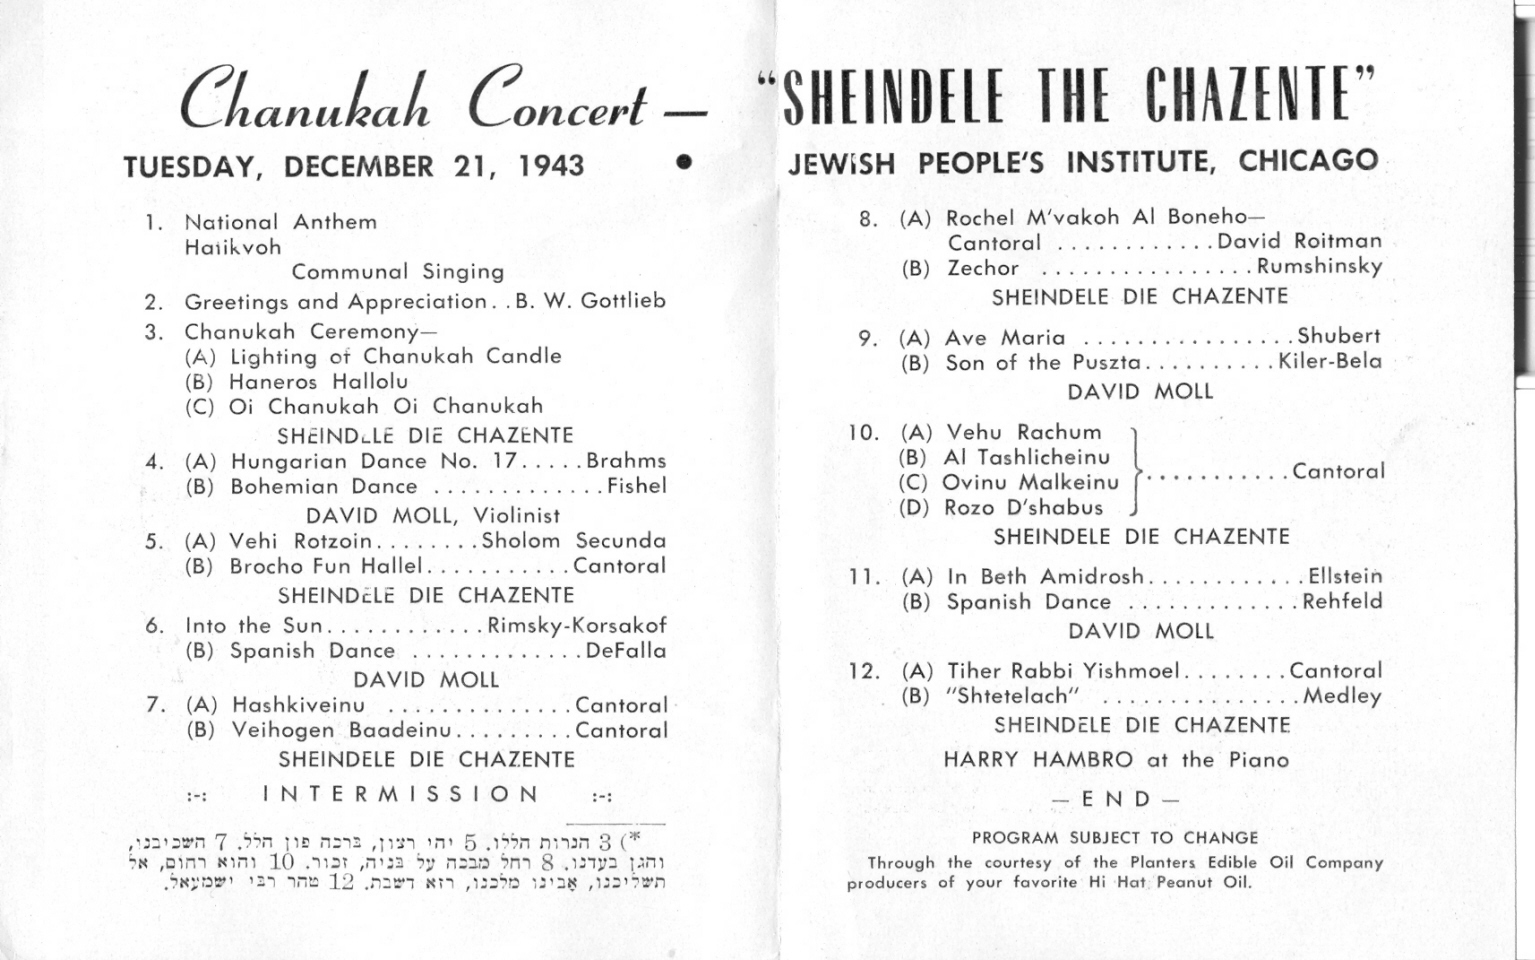 Chanukah Concert —
TUESDAY, DECEMBER 21, 1943 •
1. National Anthem
Hatikvoh
Communal Singing
2. Greetings and Appreciation..B. W. Gottlieb
3. Chanukah Ceremony—
(A) Lighting of Chanukah Candle
(B) Haneros Hallolu
(C) Oi Chanukah Oi Chanukah
SHEINDELE DIE CHAZENTE
4. (A) Hungarian Dance No. 17.....Brahms
(B) Bohemian Dance .............Fishel
DAVID MOLL, Violinist
5. (A) Vehi Rotzoin........Sholom Secunda
(B) Brocho Fun Hallel...........Cantoral
SHEINDELE DIE CHAZENTE
6. Into the Sun............Rimsky-Korsakof
(B) Spanish Dance .............DeFalla
DAVID MOLL
7. (A) Hashkiveinu ..............Cantoral
(B) Veihogen Baadeinu.........Cantoral
SHEINDELE DIE CHAZENTE
:-: INTERMISSION :-:
*) 3 הנרות הללו. 5 יהי רצון, ברכה פון הלל. 7 השכיבנו,
והגן בעדנו. 8 רחל מבכה על בניה, זכור. 10 והוא רחום, אל
תשליכנו, אבינו מלכנו, רזא דשבת. 12 טהר רבי ישמעאל.
"SHEINDELE THE CHAZENTE"
JEWISH PEOPLE'S INSTITUTE, CHICAGO
8. (A) Rochel M'vakoh Al Boneho—
Cantoral ............David Roitman
(B) Zechor ................Rumshinsky
SHEINDELE DIE CHAZENTE
9. (A) Ave Maria ................Shubert
(B) Son of the Puszta..........Kiler-Bela
DAVID MOLL
10. (A) Vehu Rachum
(B) Al Tashlicheinu
(C) Ovinu Malkeinu } ...........Cantoral
(D) Rozo D'shabus
SHEINDELE DIE CHAZENTE
11. (A) In Beth Amidrosh............Ellstein
(B) Spanish Dance .............Rehfeld
DAVID MOLL
12. (A) Tiher Rabbi Yishmoel........Cantoral
(B) "Shtetelach" ...............Medley
SHEINDELE DIE CHAZENTE
HARRY HAMBRO at the Piano
— END —
PROGRAM SUBJECT TO CHANGE
Through the courtesy of the Planters Edible Oil Company
producers of your favorite Hi Hat Peanut Oil.